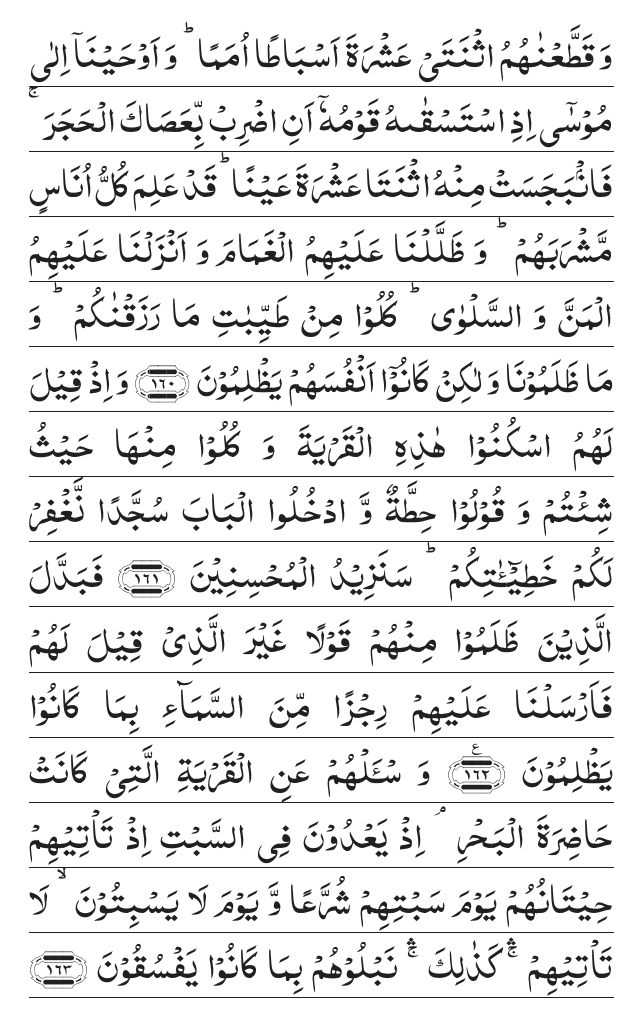 وَ قَطَّعْنٰهُمُ اثْنَتَیْ عَشْرَةَ اَسْبَاطًا اُمَمًا ؕ وَ اَوْحَیْنَاۤ اِلٰی
مُوْسٰۤی اِذِ اسْتَسْقٰىهُ قَوْمُهٗۤ اَنِ اضْرِبْ بِّعَصَاكَ الْحَجَرَ ۚ
فَانْۢبَجَسَتْ مِنْهُ اثْنَتَا عَشْرَةَ عَیْنًا ؕ قَدْ عَلِمَ كُلُّ اُنَاسٍ
مَّشْرَبَهُمْ ؕ وَ ظَلَّلْنَا عَلَیْهِمُ الْغَمَامَ وَ اَنْزَلْنَا عَلَیْهِمُ
الْمَنَّ وَ السَّلْوٰی ؕ كُلُوْا مِنْ طَیِّبٰتِ مَا رَزَقْنٰكُمْ ؕ وَ
مَا ظَلَمُوْنَا وَ لٰكِنْ كَانُوْۤا اَنْفُسَهُمْ یَظْلِمُوْنَ ﴿۱۶۰﴾ وَ اِذْ قِیْلَ
لَهُمُ اسْكُنُوْا هٰذِهِ الْقَرْیَةَ وَ كُلُوْا مِنْهَا حَیْثُ
شِئْتُمْ وَ قُوْلُوْا حِطَّةٌ وَّ ادْخُلُوا الْبَابَ سُجَّدًا نَّغْفِرْ
لَكُمْ خَطِیْٓـٰٔتِكُمْ ؕ سَنَزِیْدُ الْمُحْسِنِیْنَ ﴿۱۶۱﴾ فَبَدَّلَ
الَّذِیْنَ ظَلَمُوْا مِنْهُمْ قَوْلًا غَیْرَ الَّذِیْ قِیْلَ لَهُمْ
فَاَرْسَلْنَا عَلَیْهِمْ رِجْزًا مِّنَ السَّمَآءِ بِمَا كَانُوْا
یَظْلِمُوْنَ ﴿۱۶۲﴾ ع وَ سْـَٔلْهُمْ عَنِ الْقَرْیَةِ الَّتِیْ كَانَتْ
حَاضِرَةَ الْبَحْرِ ۘ اِذْ یَعْدُوْنَ فِی السَّبْتِ اِذْ تَاْتِیْهِمْ
حِیْتَانُهُمْ یَوْمَ سَبْتِهِمْ شُرَّعًا وَّ یَوْمَ لَا یَسْبِتُوْنَ ۙ لَا
تَاْتِیْهِمْ ۛۚ كَذٰلِكَ ۛۚ نَبْلُوْهُمْ بِمَا كَانُوْا یَفْسُقُوْنَ ﴿۱۶۳﴾